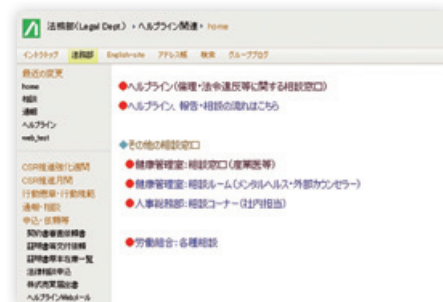 法務部(Legal Dept.) › ヘルプライン関連 › home
イントラトップ 法務部 English-site アドレス帳 検索 グループブログ
最近の変更
home
相談
通報
ヘルプライン
web_test
CSR推進強化週間
CSR推進月間
行動憲章・行動規範
通報・相談
申込・依頼等
契約書審査依頼書
証明書等交付依頼
証明書原本在庫一覧
法律相談申込
株式売買届出書
ヘルプラインWebメール
●ヘルプライン(倫理・法令違反等に関する相談窓口)
●ヘルプライン、報告・相談の流れはこちら
◆その他の相談窓口
●健康管理室:相談窓口(産業医等)
●健康管理室:相談ルーム(メンタルヘルス・外部カウンセラー)
●人事総務部:相談コーナー(社内担当)
●労働組合:各種相談